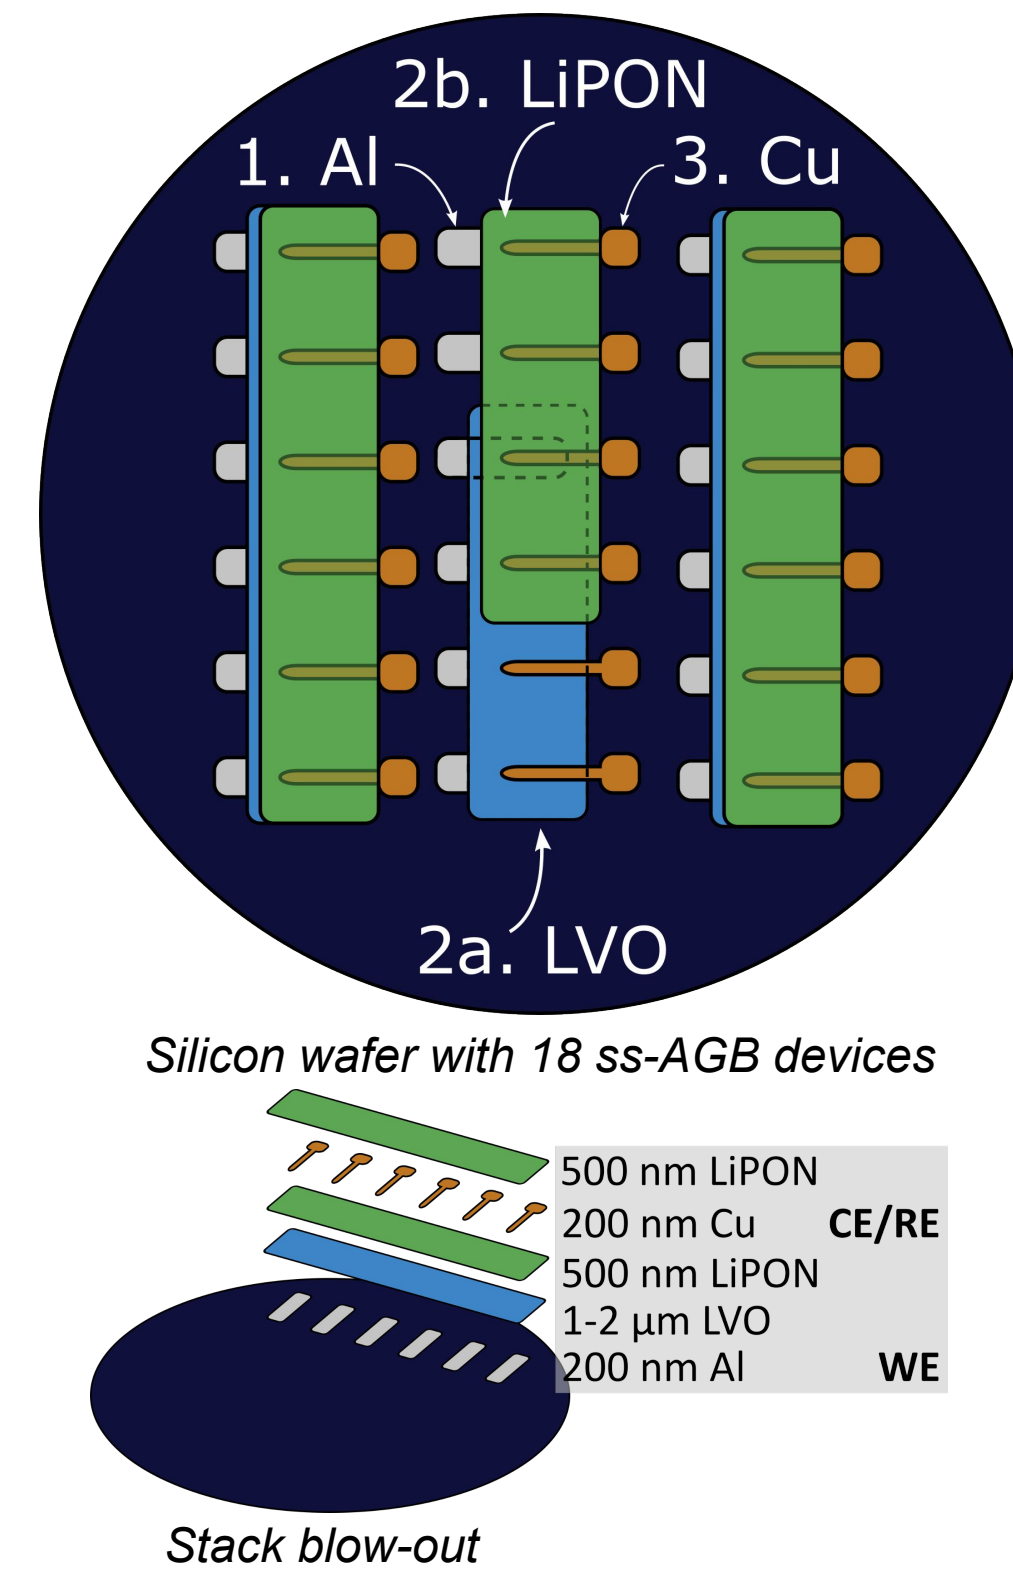 2b. LiPON
1. Al
3. Cu
2a. LVO
Silicon wafer with 18 ss-AGB devices
500 nm LiPON
200 nm Cu CE/RE
500 nm LiPON
1-2 μm LVO
200 nm Al WE
Stack blow-out